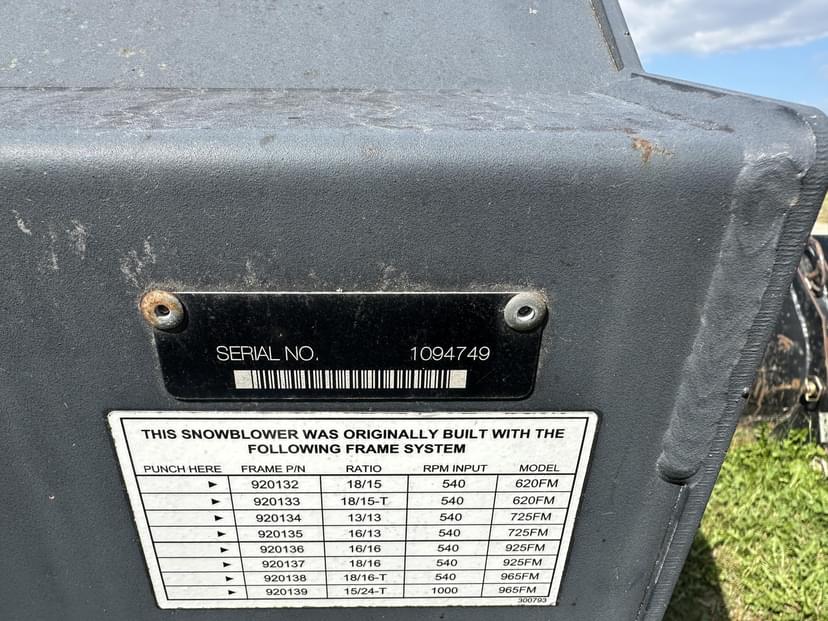 SERIAL NO. 1094749
THIS SNOWBLOWER WAS ORIGINALLY BUILT WITH THE
FOLLOWING FRAME SYSTEM
PUNCH HERE FRAME P/N RATIO RPM INPUT MODEL
► 920132 18/15 540 620FM
► 920133 18/15-T 540 620FM
► 920134 13/13 540 725FM
► 920135 16/13 540 725FM
► 920136 16/16 540 925FM
► 920137 18/16 540 925FM
► 920138 18/16-T 540 965FM
► 920139 15/24-T 1000 965FM
300793